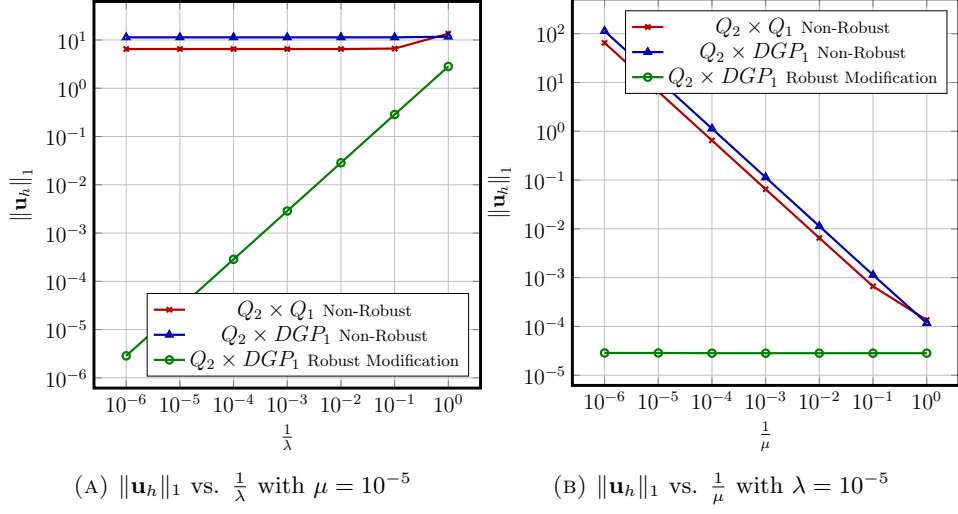 10^1
10^0
10^-1
10^-2
10^-3
10^-4
10^-5
10^-6
‖u_h‖_1
Q_2 × Q_1 Non-Robust
Q_2 × DGP_1 Non-Robust
Q_2 × DGP_1 Robust Modification
10^-6 10^-5 10^-4 10^-3 10^-2 10^-1 10^0
1/λ
(A) ‖u_h‖_1 vs. 1/λ with μ = 10^-5
10^2
10^1
10^0
10^-1
10^-2
10^-3
10^-4
10^-5
‖u_h‖_1
Q_2 × Q_1 Non-Robust
Q_2 × DGP_1 Non-Robust
Q_2 × DGP_1 Robust Modification
10^-6 10^-5 10^-4 10^-3 10^-2 10^-1 10^0
1/μ
(B) ‖u_h‖_1 vs. 1/μ with λ = 10^-5